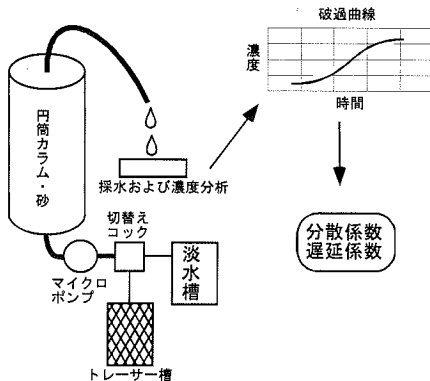 破過曲線
濃度
時間
円筒カラム・砂
採水および濃度分析
切替え
コック
淡水槽
マイクロ
ポンプ
トレーサー槽
分散係数
遅延係数